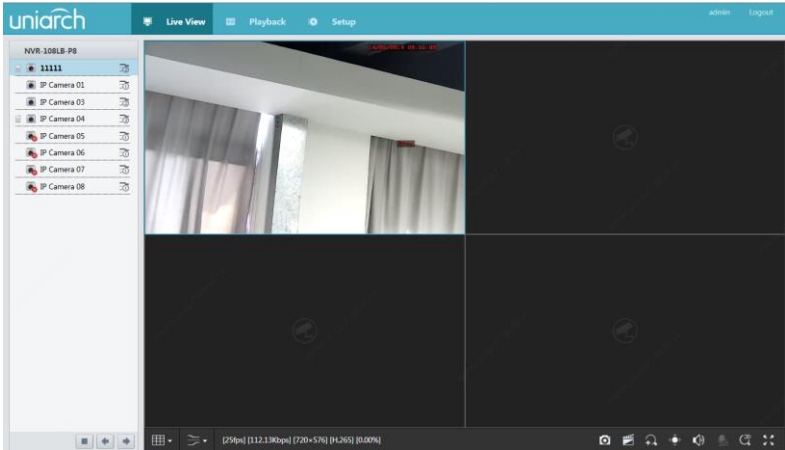 uniarch
Live View
Playback
Setup
admin
Logout
NVR-108LB-P8
11111
IP Camera 01
IP Camera 03
IP Camera 04
IP Camera 05
IP Camera 06
IP Camera 07
IP Camera 08
[25fps] [112.13Kbps] [720×576] [H.265] [0.00%]